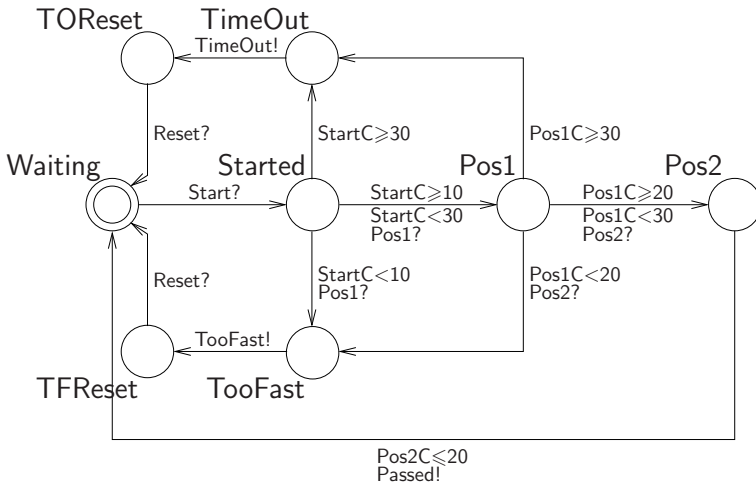 TOReset
TimeOut
TimeOut!
Reset?
StartC⩾30
Pos1C⩾30
Waiting
Started
Pos1
Pos2
Start?
StartC⩾10
StartC<30
Pos1?
Pos1C⩾20
Pos1C<30
Pos2?
Reset?
StartC<10
Pos1?
Pos1C<20
Pos2?
TooFast!
TFReset
TooFast
Pos2C⩽20
Passed!